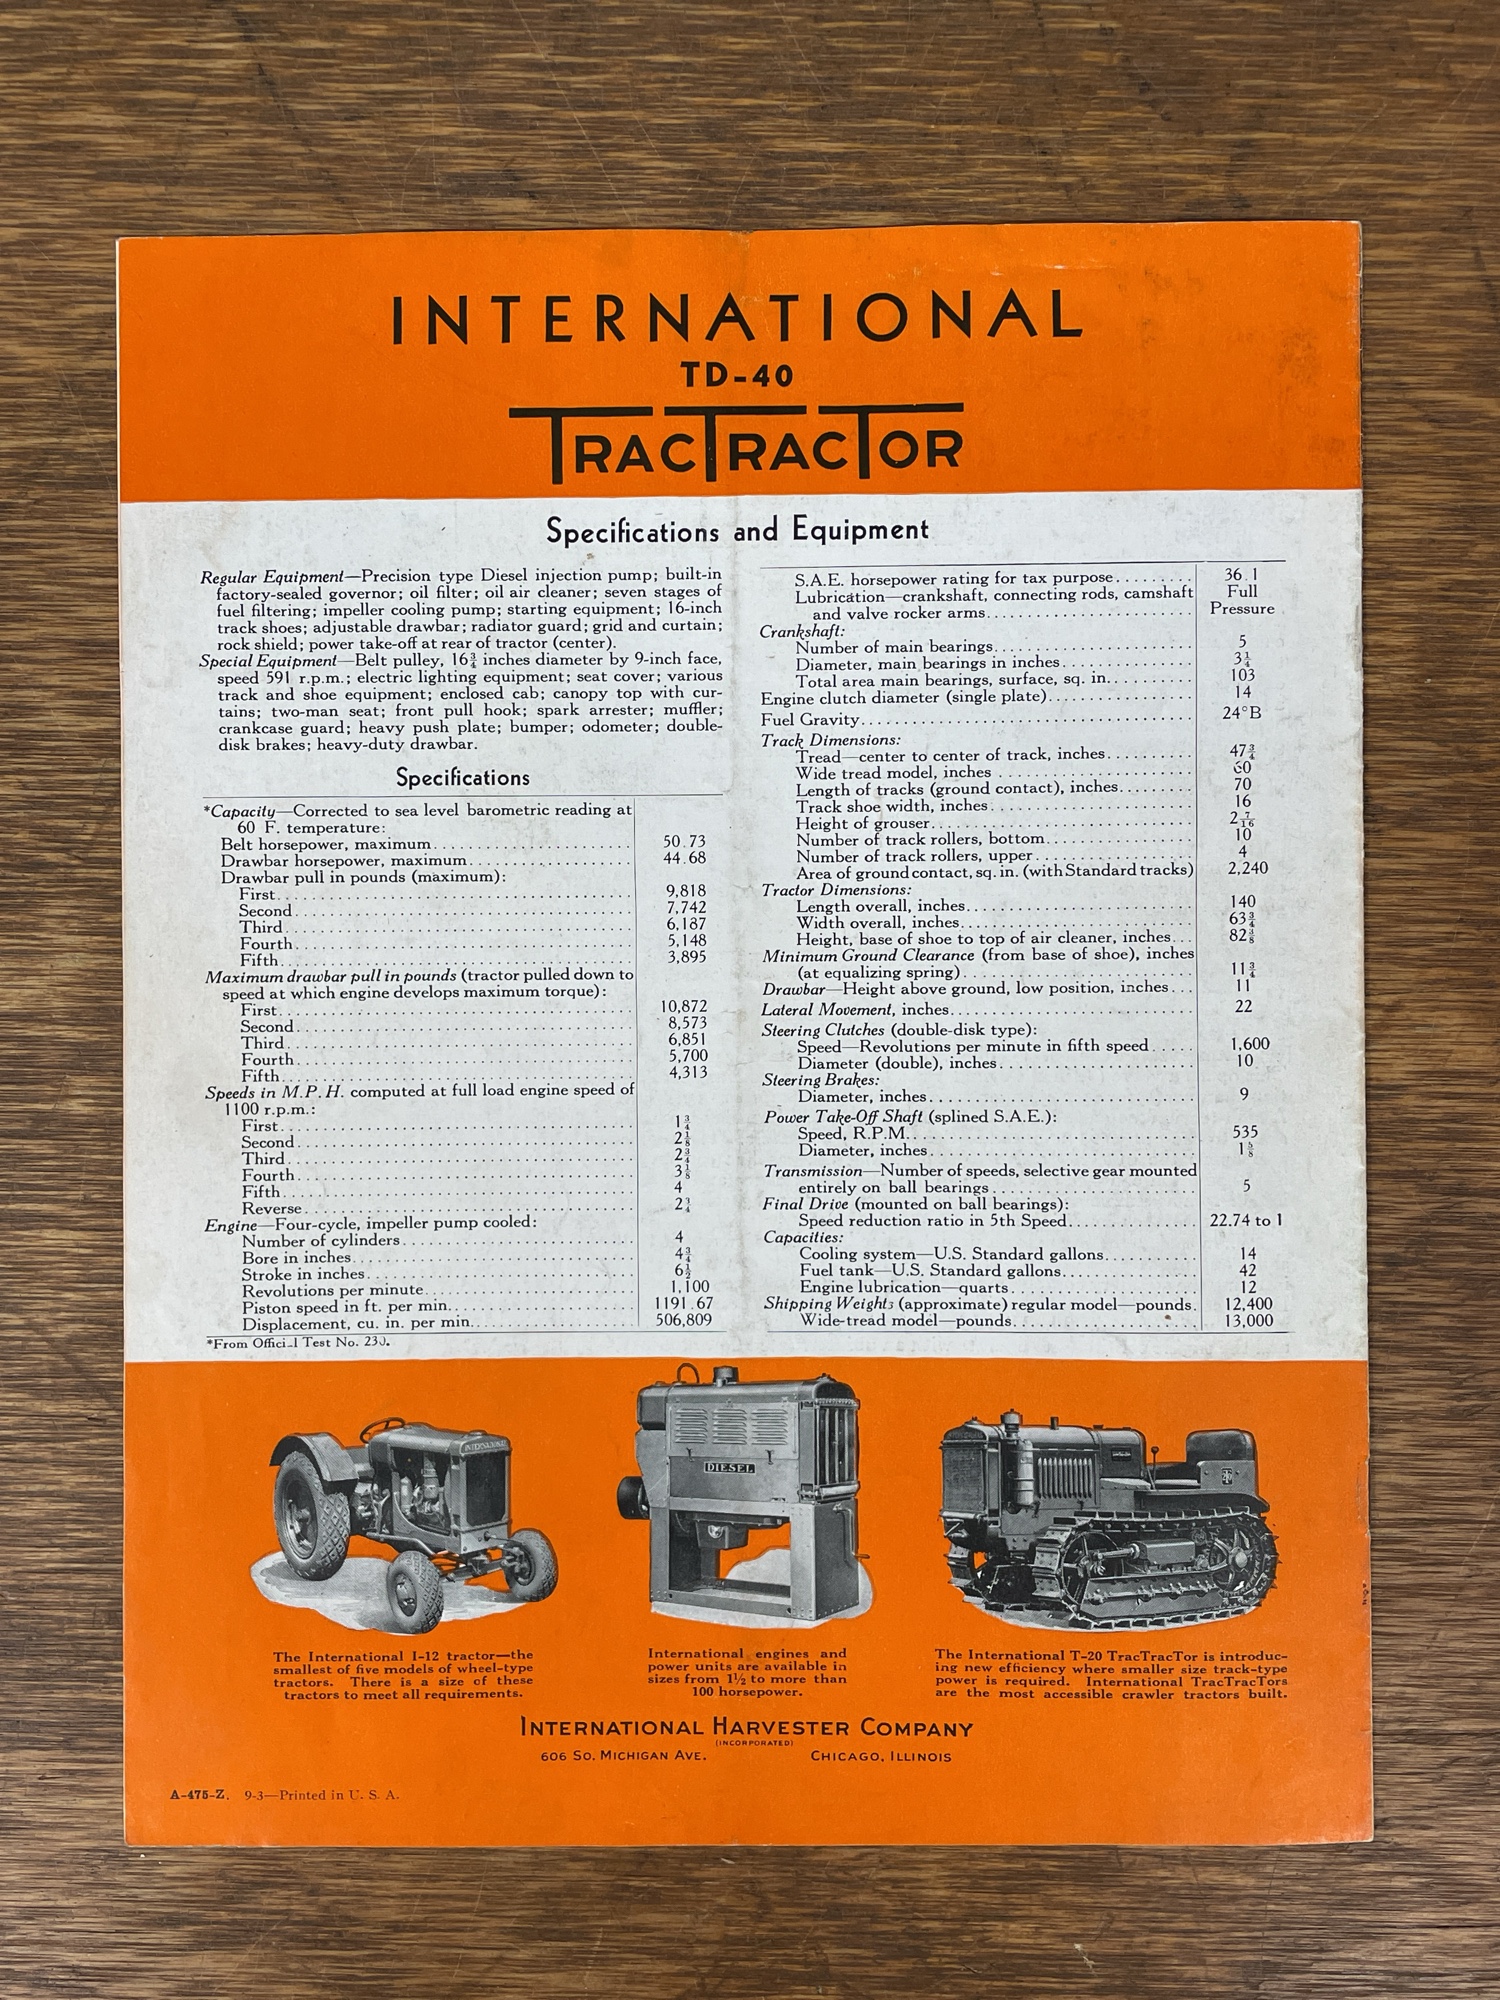 INTERNATIONAL
TD-40
TRACTRACTOR
Specifications and Equipment
Regular Equipment—Precision type Diesel injection pump; built-in
factory-sealed governor; oil filter; oil air cleaner; seven stages of
fuel filtering; impeller cooling pump; starting equipment; 16-inch
track shoes; adjustable drawbar; radiator guard; grid and curtain;
rock shield; power take-off at rear of tractor (center).
Special Equipment—Belt pulley, 16¾ inches diameter by 9-inch face,
speed 591 r.p.m.; electric lighting equipment; seat cover; various
track and shoe equipment; enclosed cab; canopy top with cur-
tains; two-man seat; front pull hook; spark arrester; muffler;
crankcase guard; heavy push plate; bumper; odometer; double-
disk brakes; heavy-duty drawbar.
Specifications
*Capacity—Corrected to sea level barometric reading at
60 F. temperature:
Belt horsepower, maximum 50.73
Drawbar horsepower, maximum 44.68
Drawbar pull in pounds (maximum):
First 9,818
Second 7,742
Third 6,187
Fourth 5,148
Fifth 3,895
Maximum drawbar pull in pounds (tractor pulled down to
speed at which engine develops maximum torque):
First 10,872
Second 8,573
Third 6,851
Fourth 5,700
Fifth 4,313
Speeds in M.P.H. computed at full load engine speed of
1100 r.p.m.:
First 1¾
Second 2⅛
Third 2¾
Fourth 3⅛
Fifth 4
Reverse 2¾
Engine—Four-cycle, impeller pump cooled:
Number of cylinders 4
Bore in inches 4¾
Stroke in inches 6½
Revolutions per minute 1,100
Piston speed in ft. per min. 1191.67
Displacement, cu. in. per min. 506,809
*From Official Test No. 230.
S.A.E. horsepower rating for tax purpose 36.1
Lubrication—crankshaft, connecting rods, camshaft Full
and valve rocker arms Pressure
Crankshaft:
Number of main bearings 5
Diameter, main bearings in inches 3¼
Total area main bearings, surface, sq. in. 103
Engine clutch diameter (single plate) 14
Fuel Gravity 24°B
Track Dimensions:
Tread—center to center of track, inches 47¾
Wide tread model, inches 60
Length of tracks (ground contact), inches 70
Track shoe width, inches 16
Height of grouser 2 7/16
Number of track rollers, bottom 10
Number of track rollers, upper 4
Area of ground contact, sq. in. (with Standard tracks) 2,240
Tractor Dimensions:
Length overall, inches 140
Width overall, inches 63¾
Height, base of shoe to top of air cleaner, inches 82⅜
Minimum Ground Clearance (from base of shoe), inches
(at equalizing spring) 11¾
Drawbar—Height above ground, low position, inches 11
Lateral Movement, inches 22
Steering Clutches (double-disk type):
Speed—Revolutions per minute in fifth speed 1,600
Diameter (double), inches 10
Steering Brakes:
Diameter, inches 9
Power Take-Off Shaft (splined S.A.E.):
Speed, R.P.M. 535
Diameter, inches 1⅝
Transmission—Number of speeds, selective gear mounted
entirely on ball bearings 5
Final Drive (mounted on ball bearings):
Speed reduction ratio in 5th Speed 22.74 to 1
Capacities:
Cooling system—U.S. Standard gallons 14
Fuel tank—U.S. Standard gallons 42
Engine lubrication—quarts 12
Shipping Weights (approximate) regular model—pounds 12,400
Wide-tread model—pounds 13,000
INTERNATIONAL
DIESEL
The International I-12 tractor—the
smallest of five models of wheel-type
tractors. There is a size of these
tractors to meet all requirements.
International engines and
power units are available in
sizes from 1½ to more than
100 horsepower.
The International T-20 TracTracTor is introduc-
ing new efficiency where smaller size track-type
power is required. International TracTracTors
are the most accessible crawler tractors built.
INTERNATIONAL HARVESTER COMPANY
(INCORPORATED)
606 SO. MICHIGAN AVE. CHICAGO, ILLINOIS
A-475-Z. 9-3—Printed in U. S. A.